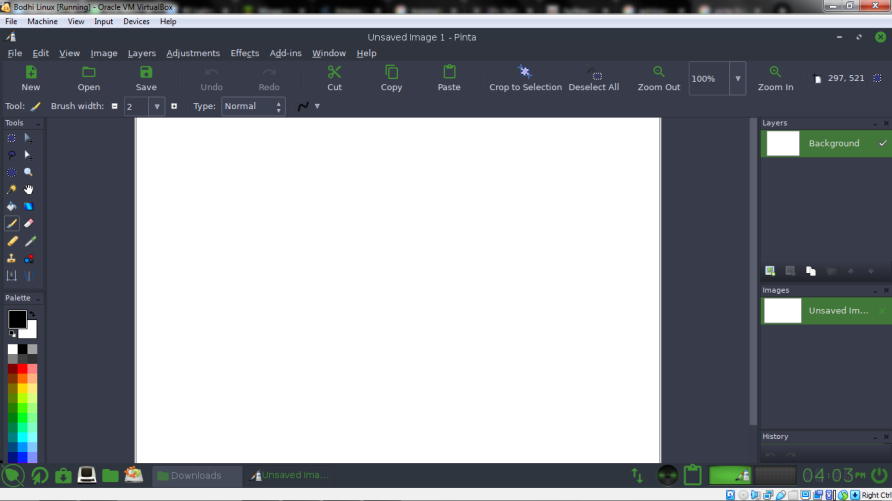 Bodhi Linux [Running] - Oracle VM VirtualBox
File Machine View Input Devices Help
Unsaved Image 1 - Pinta
File Edit View Image Layers Adjustments Effects Add-ins Window Help
New Open Save Undo Redo Cut Copy Paste Crop to Selection Deselect All Zoom Out 100% Zoom In 297, 521
Tool: Brush width: 2 Type: Normal
Tools
Layers
Background
Palette
Images
Unsaved Im...
History
Downloads
Unsaved Ima...
04:03PM
Right Ctrl